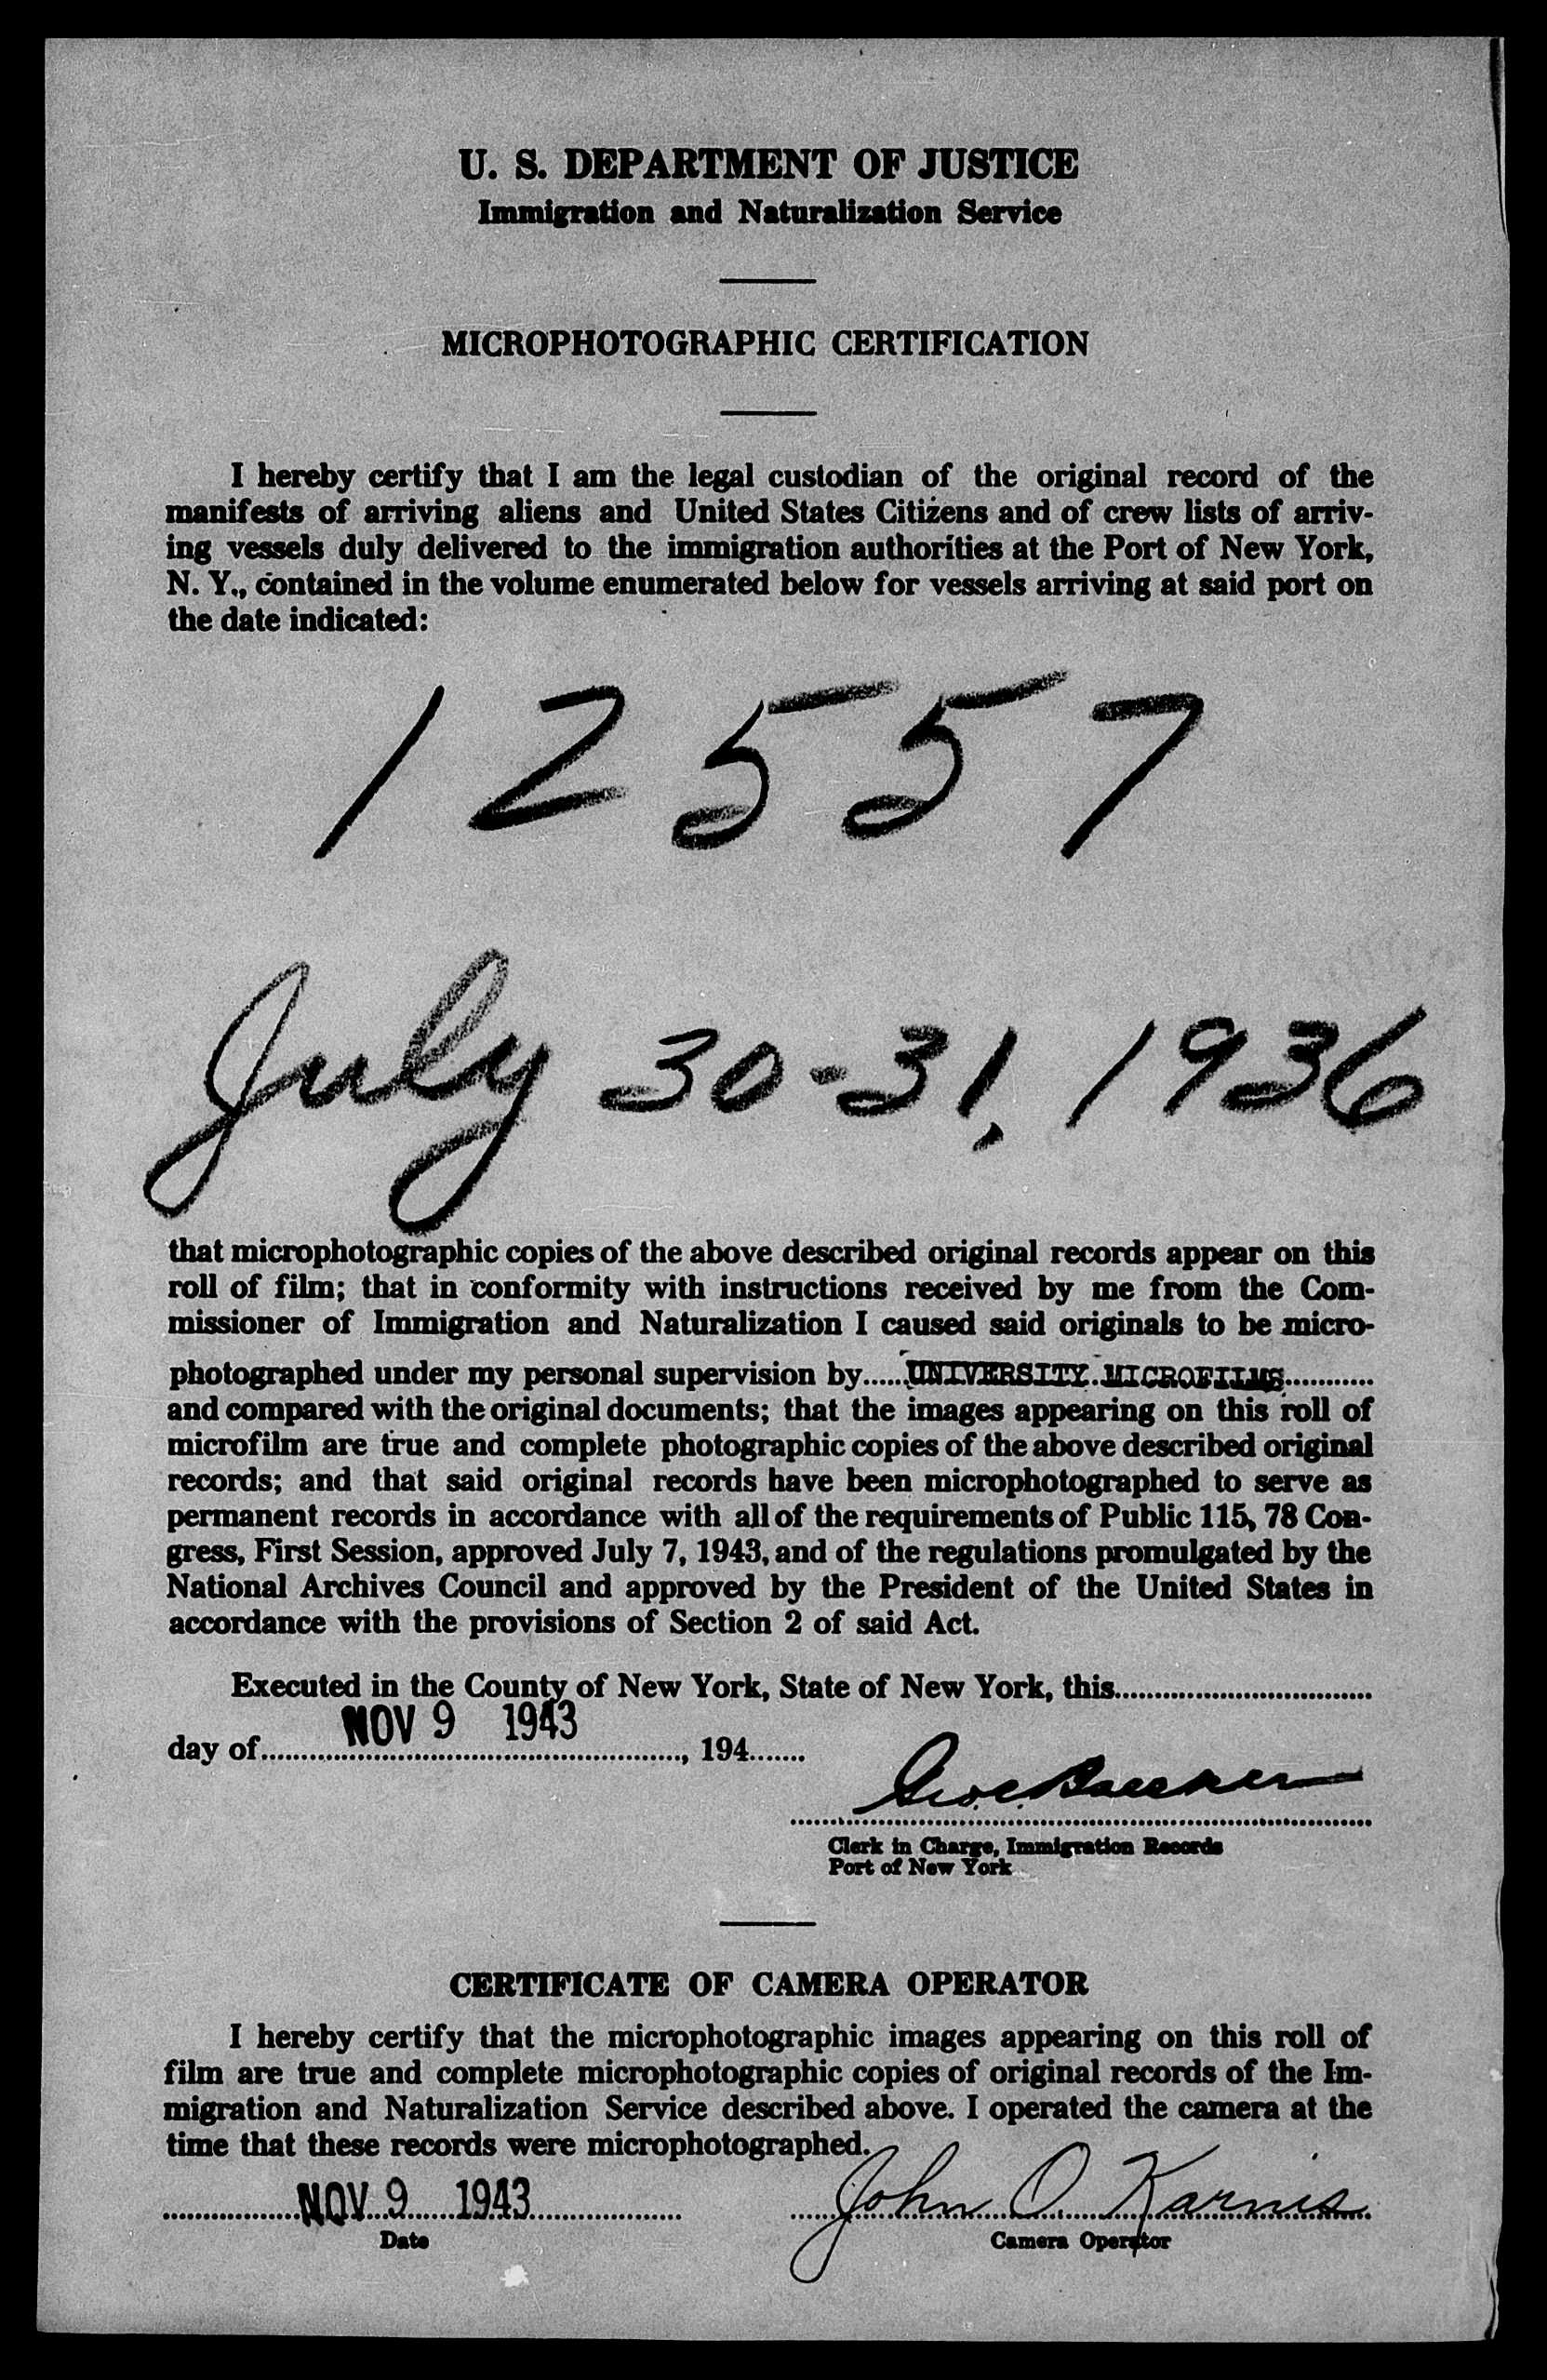 U. S. DEPARTMENT OF JUSTICE
Immigration and Naturalization Service
MICROPHOTOGRAPHIC CERTIFICATION
I hereby certify that I am the legal custodian of the original record of the
manifests of arriving aliens and United States Citizens and of crew lists of arriv-
ing vessels duly delivered to the immigration authorities at the Port of New York,
N. Y., contained in the volume enumerated below for vessels arriving at said port on
the date indicated:
12557
July 30-31, 1936
that microphotographic copies of the above described original records appear on this
roll of film; that in conformity with instructions received by me from the Com-
missioner of Immigration and Naturalization I caused said originals to be micro-
photographed under my personal supervision by......UNIVERSITY MICROFILMS............
and compared with the original documents; that the images appearing on this roll of
microfilm are true and complete photographic copies of the above described original
records; and that said original records have been microphotographed to serve as
permanent records in accordance with all of the requirements of Public 115, 78 Con-
gress, First Session, approved July 7, 1943, and of the regulations promulgated by the
National Archives Council and approved by the President of the United States in
accordance with the provisions of Section 2 of said Act.
Executed in the County of New York, State of New York, this................................
day of NOV 9 1943, 194.......
Geo. C.
Clerk in Charge, Immigration Records
Port of New York
CERTIFICATE OF CAMERA OPERATOR
I hereby certify that the microphotographic images appearing on this roll of
film are true and complete microphotographic copies of original records of the Im-
migration and Naturalization Service described above. I operated the camera at the
time that these records were microphotographed.
NOV 9 1943 John O. Karnis
Date Camera Operator